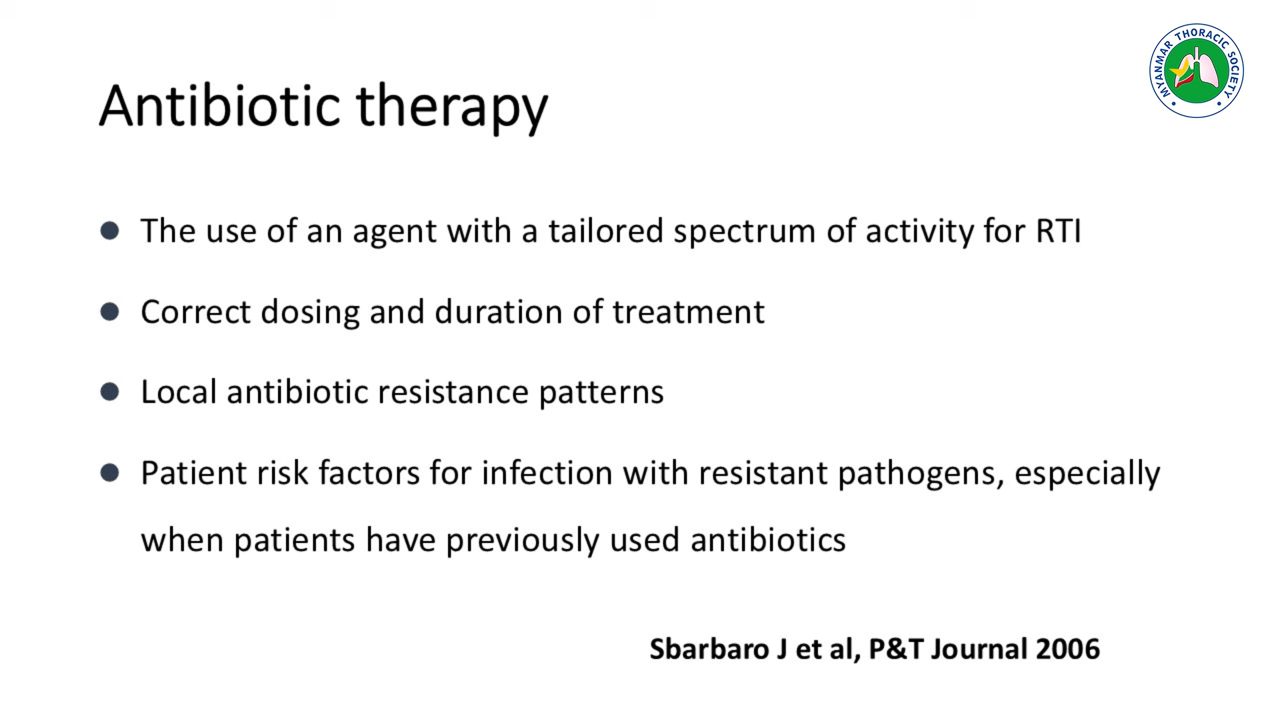 MYANMAR THORACIC SOCIETY
Antibiotic therapy
● The use of an agent with a tailored spectrum of activity for RTI
● Correct dosing and duration of treatment
● Local antibiotic resistance patterns
● Patient risk factors for infection with resistant pathogens, especially
when patients have previously used antibiotics
Sbarbaro J et al, P&T Journal 2006